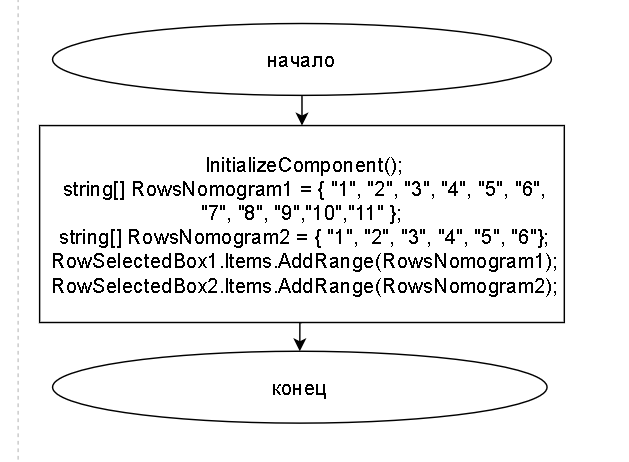 начало
InitializeComponent();
string[] RowsNomogram1 = { "1", "2", "3", "4", "5", "6",
"7", "8", "9","10","11" };
string[] RowsNomogram2 = { "1", "2", "3", "4", "5", "6"};
RowSelectedBox1.Items.AddRange(RowsNomogram1);
RowSelectedBox2.Items.AddRange(RowsNomogram2);
конец